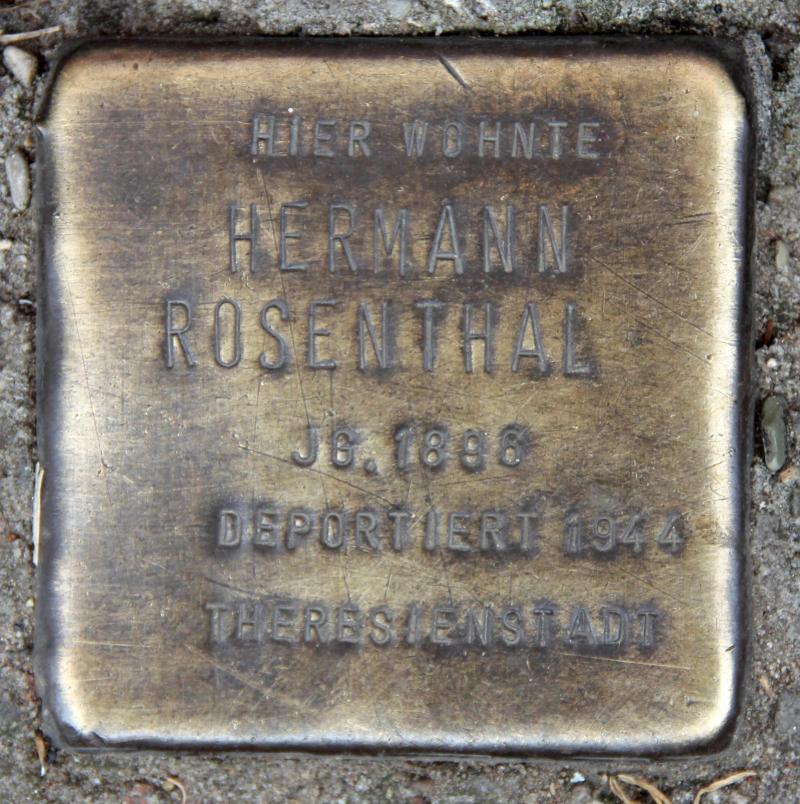 HIER WOHNTE
HERMANN
ROSENTHAL
JG. 1896
DEPORTIERT 1944
THERESIENSTADT